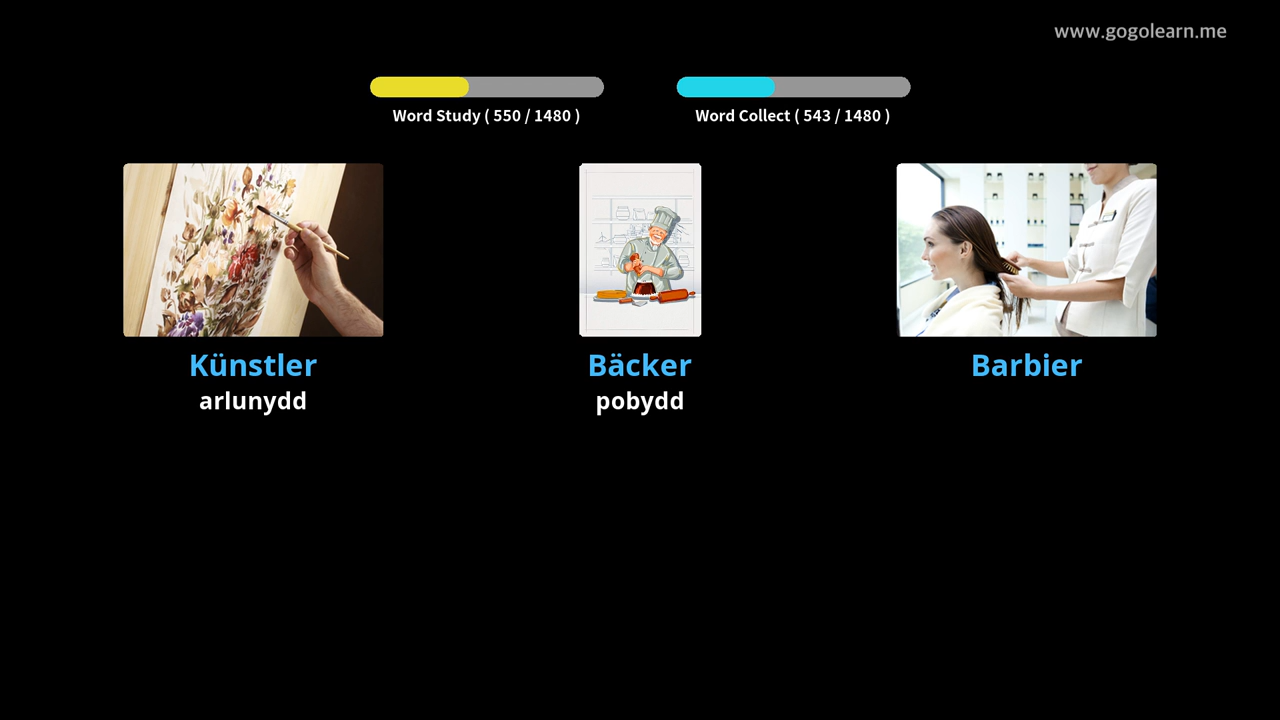 www.gogolearn.me
Word Study ( 550 / 1480 )
Word Collect ( 543 / 1480 )
Künstler
arlunydd
Bäcker
pobydd
Barbier